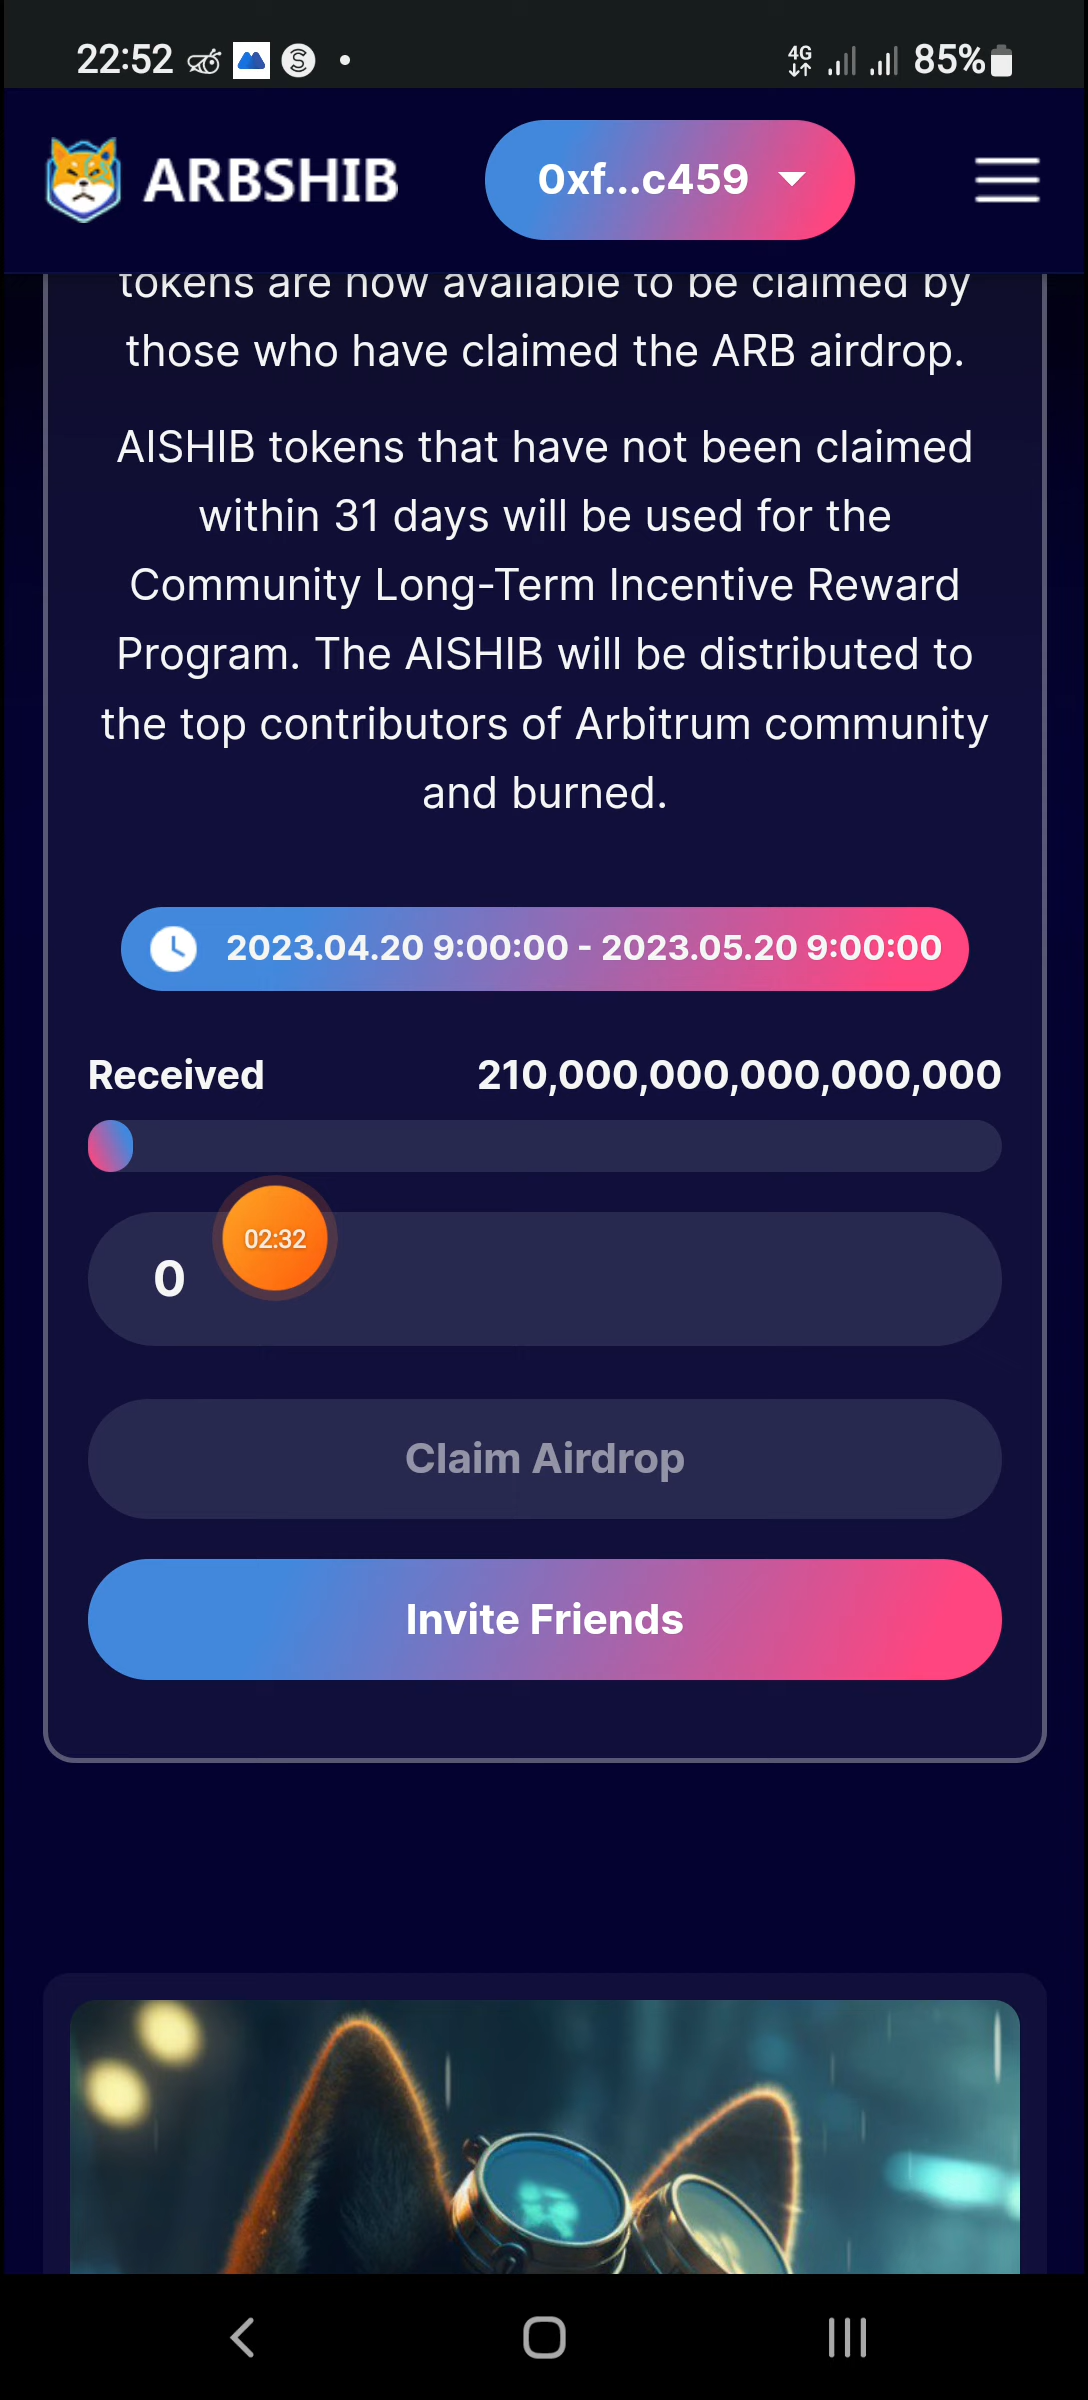 22:52
4G
85%
ARBSHIB
0xf...c459
tokens are now available to be claimed by
those who have claimed the ARB airdrop.
AISHIB tokens that have not been claimed
within 31 days will be used for the
Community Long-Term Incentive Reward
Program. The AISHIB will be distributed to
the top contributors of Arbitrum community
and burned.
2023.04.20 9:00:00 - 2023.05.20 9:00:00
Received 210,000,000,000,000,000
02:32
0
Claim Airdrop
Invite Friends